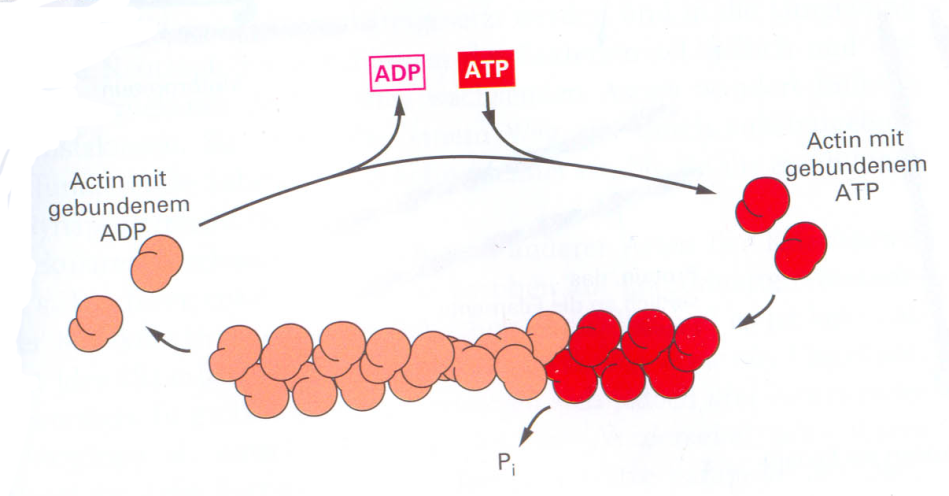 ADP
ATP
Actin mit
gebundenem
ADP
Actin mit
gebundenem
ATP
Pi